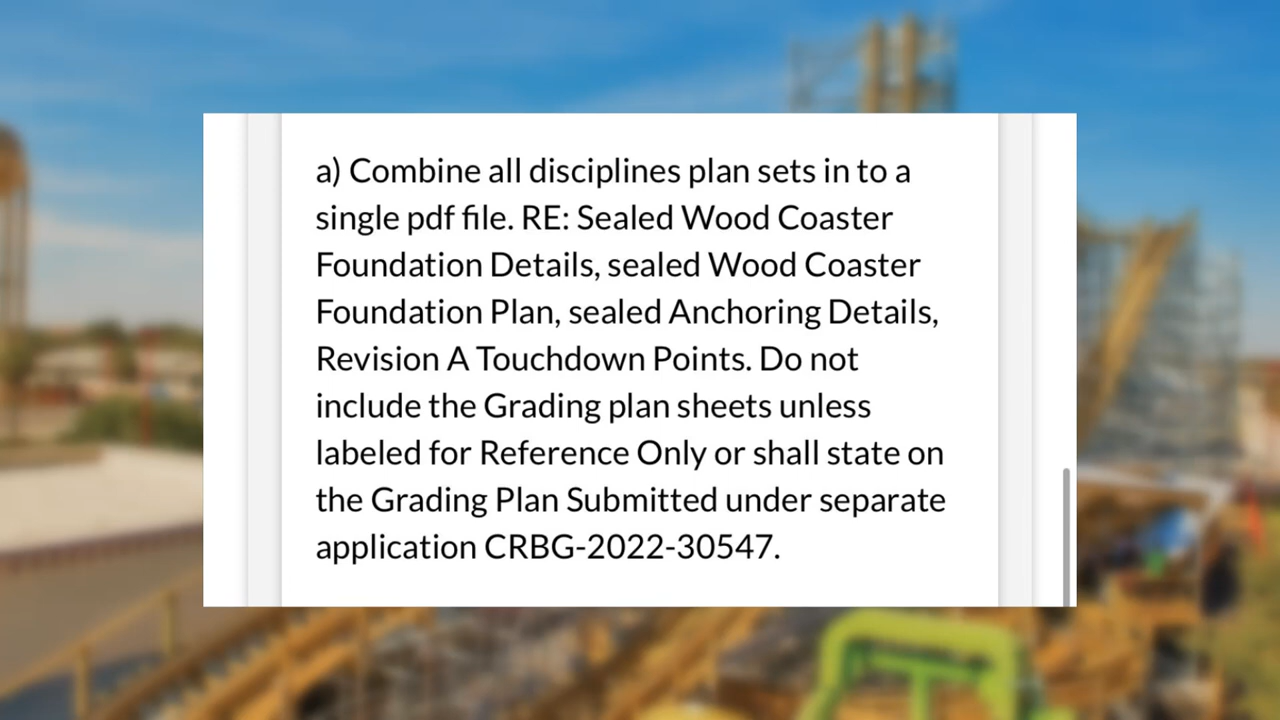 a) Combine all disciplines plan sets in to a
single pdf file. RE: Sealed Wood Coaster
Foundation Details, sealed Wood Coaster
Foundation Plan, sealed Anchoring Details,
Revision A Touchdown Points. Do not
include the Grading plan sheets unless
labeled for Reference Only or shall state on
the Grading Plan Submitted under separate
application CRBG-2022-30547.